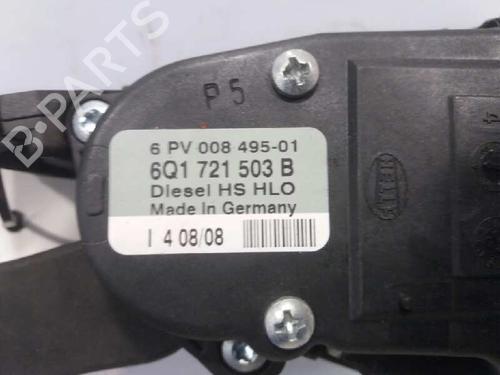 P 5
6 PV 008 495-01
6Q1 721 503 B
Diesel HS HLO
Made In Germany
I 4 08/08
HELLA
B-PARTS